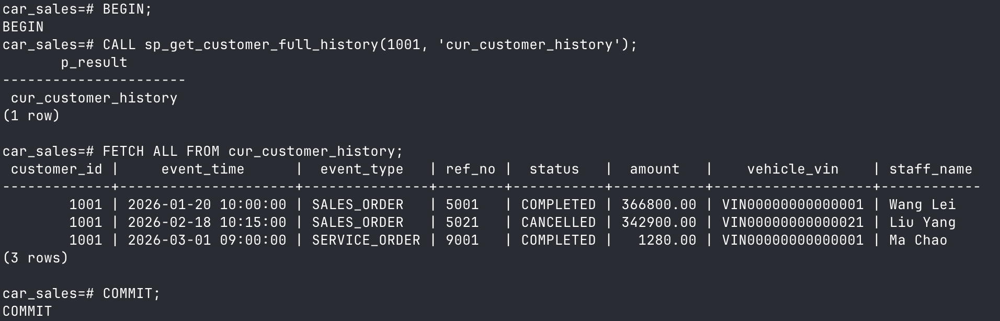 car_sales=# BEGIN;
BEGIN
car_sales=# CALL sp_get_customer_full_history(1001, 'cur_customer_history');
       p_result
----------------------
 cur_customer_history
(1 row)

car_sales=# FETCH ALL FROM cur_customer_history;
 customer_id |     event_time      |  event_type   | ref_no |  status   |  amount   |    vehicle_vin    | staff_name
-------------+---------------------+---------------+--------+-----------+-----------+-------------------+------------
        1001 | 2026-01-20 10:00:00 | SALES_ORDER   | 5001   | COMPLETED | 366800.00 | VIN00000000000001 | Wang Lei
        1001 | 2026-02-18 10:15:00 | SALES_ORDER   | 5021   | CANCELLED | 342900.00 | VIN00000000000021 | Liu Yang
        1001 | 2026-03-01 09:00:00 | SERVICE_ORDER | 9001   | COMPLETED |   1280.00 | VIN00000000000001 | Ma Chao
(3 rows)

car_sales=# COMMIT;
COMMIT